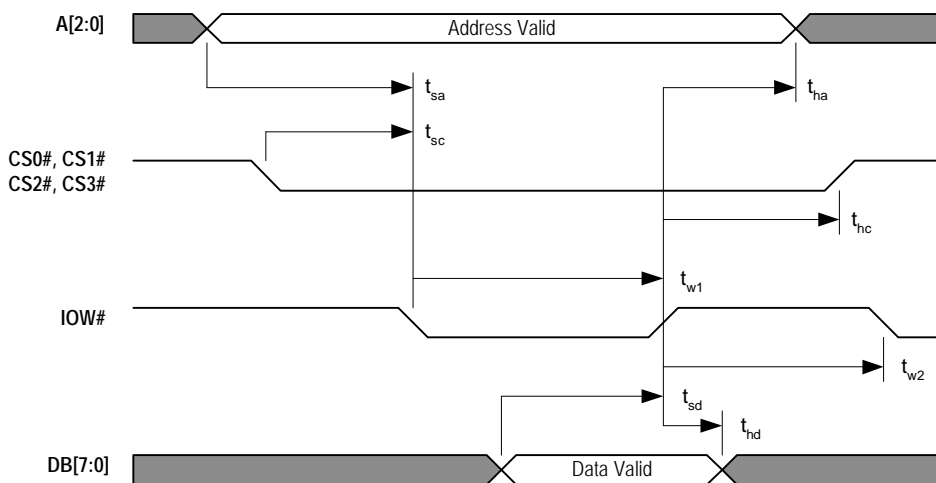 A[2:0]
Address Valid
tsa
tha
tsc
CS0#, CS1#
CS2#, CS3#
thc
tw1
IOW#
tw2
tsd
thd
DB[7:0]
Data Valid